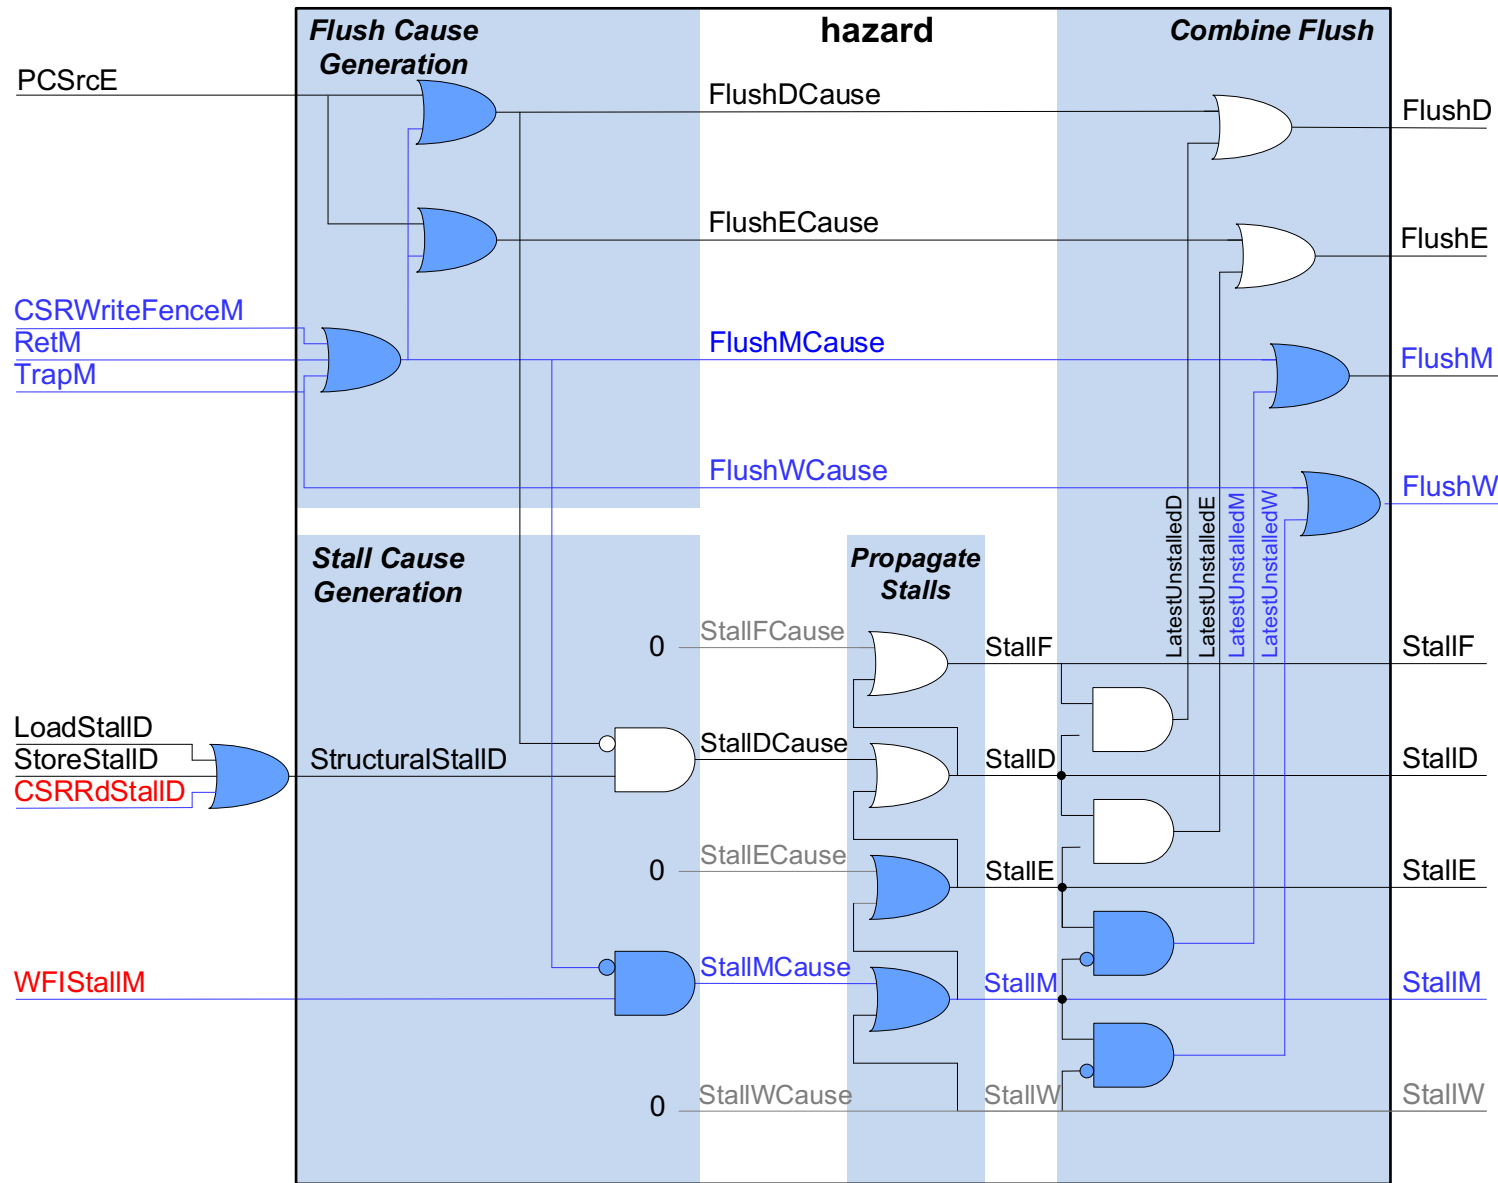 Flush Cause
Generation
hazard
Combine Flush
PCSrcE
FlushDCause
FlushD
FlushECause
FlushE
CSRWriteFenceM
RetM
TrapM
FlushMCause
FlushM
FlushWCause
FlushW
LatestUnstalledD
LatestUnstalledE
LatestUnstalledM
LatestUnstalledW
Stall Cause
Generation
Propagate
Stalls
0
StallFCause
StallF
StallF
LoadStallD
StoreStallD
CSRRdStallD
StructuralStallD
StallDCause
StallD
StallD
0
StallECause
StallE
StallE
WFIStallM
StallMCause
StallM
StallM
0
StallWCause
StallW
StallW